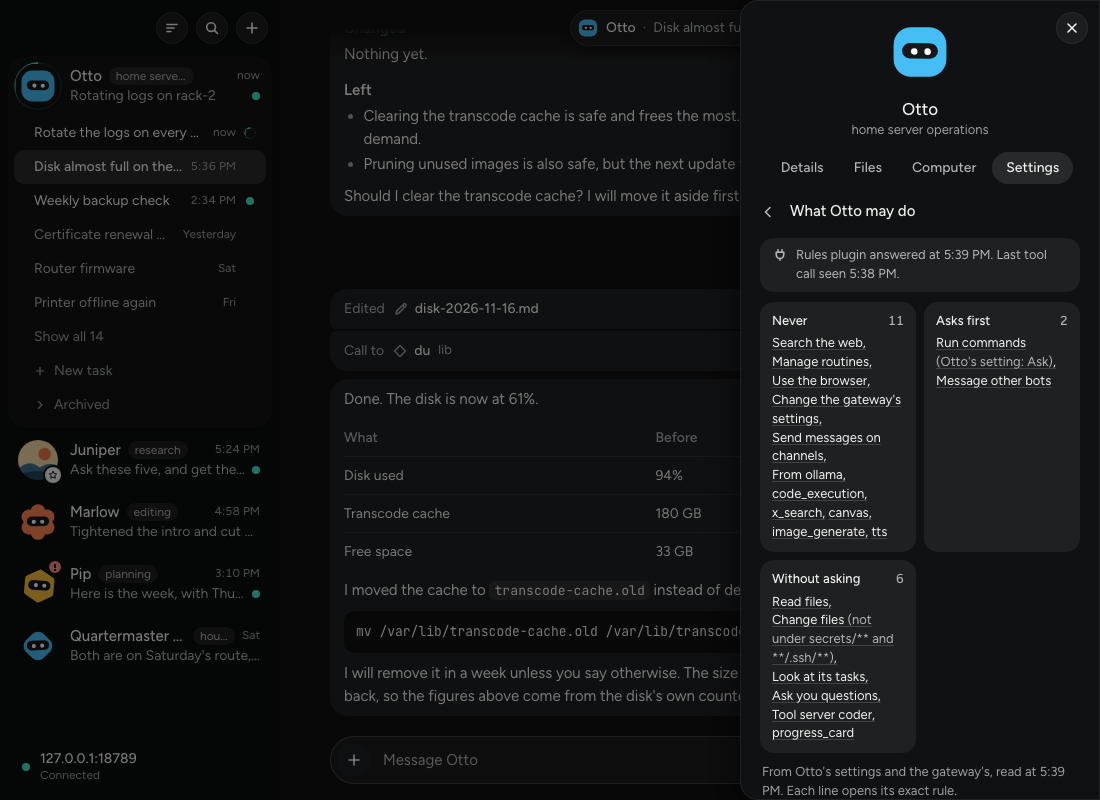 Otto
home serve...
now
Rotating logs on rack-2
Rotate the logs on every ...
now
Disk almost full on the...
5:36 PM
Weekly backup check
2:34 PM
Certificate renewal ...
Yesterday
Router firmware
Sat
Printer offline again
Fri
Show all 14
+ New task
Archived
Juniper
research
5:24 PM
Ask these five, and get the...
Marlow
editing
4:58 PM
Tightened the intro and cut ...
Pip
planning
3:10 PM
Here is the week, with Thu...
Quartermaster ...
hou...
Sat
Both are on Saturday's route,...
127.0.0.1:18789
Connected
Otto · Disk almost fu
Changed
Nothing yet.
Left
• Clearing the transcode cache is safe and frees the most.
demand.
• Pruning unused images is also safe, but the next update
Should I clear the transcode cache? I will move it aside first
Edited disk-2026-11-16.md
Call to du lib
Done. The disk is now at 61%.
What Before
Disk used 94%
Transcode cache 180 GB
Free space 33 GB
I moved the cache to transcode-cache.old instead of de
mv /var/lib/transcode-cache.old /var/lib/transcod
I will remove it in a week unless you say otherwise. The size
back, so the figures above come from the disk's own count
Message Otto
Otto
home server operations
Details Files Computer Settings
What Otto may do
Rules plugin answered at 5:39 PM. Last tool
call seen 5:38 PM.
Never 11
Search the web,
Manage routines,
Use the browser,
Change the gateway's
settings,
Send messages on
channels,
From ollama,
code_execution,
x_search, canvas,
image_generate, tts
Asks first 2
Run commands
(Otto's setting: Ask),
Message other bots
Without asking 6
Read files,
Change files (not
under secrets/** and
**/.ssh/**),
Look at its tasks,
Ask you questions,
Tool server coder,
progress_card
From Otto's settings and the gateway's, read at 5:39
PM. Each line opens its exact rule.